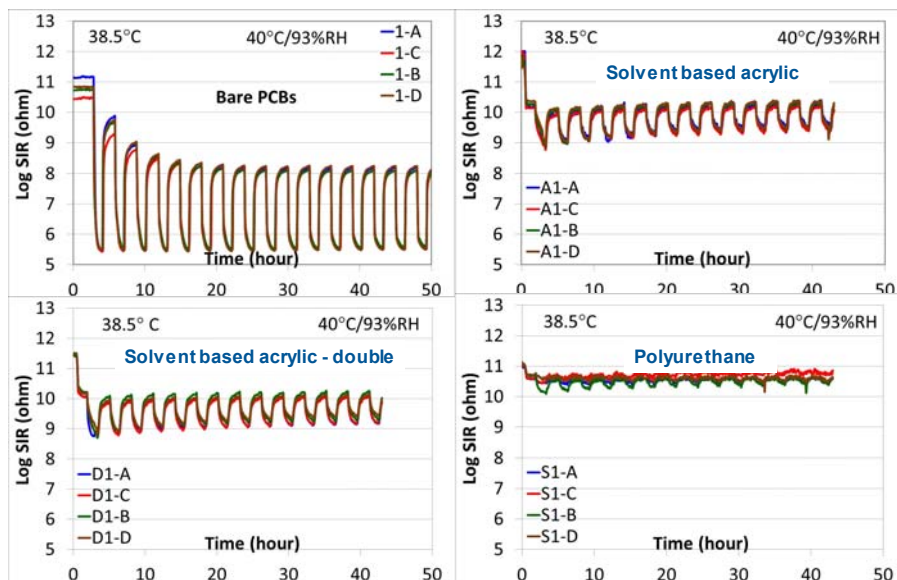 13
12
11
10
9
8
7
6
5
Log SIR (ohm)
38.5°C
40°C/93%RH
1-A
1-C
1-B
1-D
Bare PCBs
Time (hour)
0 10 20 30 40 50
13
12
11
10
9
8
7
6
5
Log SIR (ohm)
38.5°C
40°C/93%RH
Solvent based acrylic
A1-A
A1-C
A1-B
A1-D
Time (hour)
0 10 20 30 40 50
13
12
11
10
9
8
7
6
5
Log SIR (ohm)
38.5° C
40°C/93%RH
Solvent based acrylic - double
D1-A
D1-C
D1-B
D1-D
Time (hour)
0 10 20 30 40 50
13
12
11
10
9
8
7
6
5
Log SIR (ohm)
38.5°C
40°C/93%RH
Polyurethane
S1-A
S1-C
S1-B
S1-D
Time (hour)
0 10 20 30 40 50